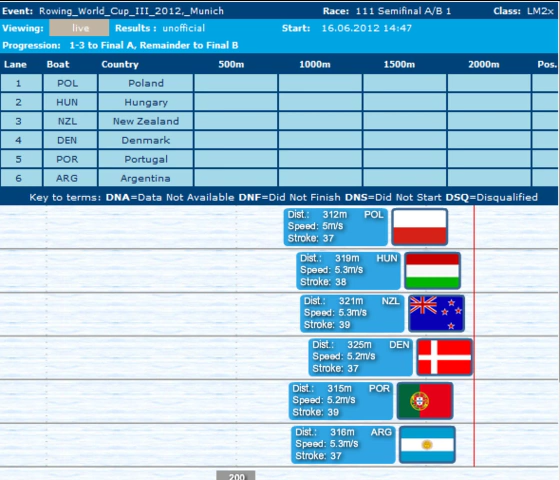 Event: Rowing_World_Cup_III_2012,_Munich Race: 111 Semifinal A/B 1 Class: LM2x
Viewing: live Results : unofficial Start: 16.06.2012 14:47
Progression: 1-3 to Final A, Remainder to Final B
Lane Boat Country 500m 1000m 1500m 2000m Pos.
1 POL Poland
2 HUN Hungary
3 NZL New Zealand
4 DEN Denmark
5 POR Portugal
6 ARG Argentina
Key to terms: DNA=Data Not Available DNF=Did Not Finish DNS=Did Not Start DSQ=Disqualified
Dist.: 312m POL
Speed: 5m/s
Stroke: 37
Dist.: 319m HUN
Speed: 5.3m/s
Stroke: 38
Dist.: 321m NZL
Speed: 5.3m/s
Stroke: 39
Dist.: 325m DEN
Speed: 5.2m/s
Stroke: 37
Dist.: 315m POR
Speed: 5.2m/s
Stroke: 39
Dist.: 316m ARG
Speed: 5.3m/s
Stroke: 37
200